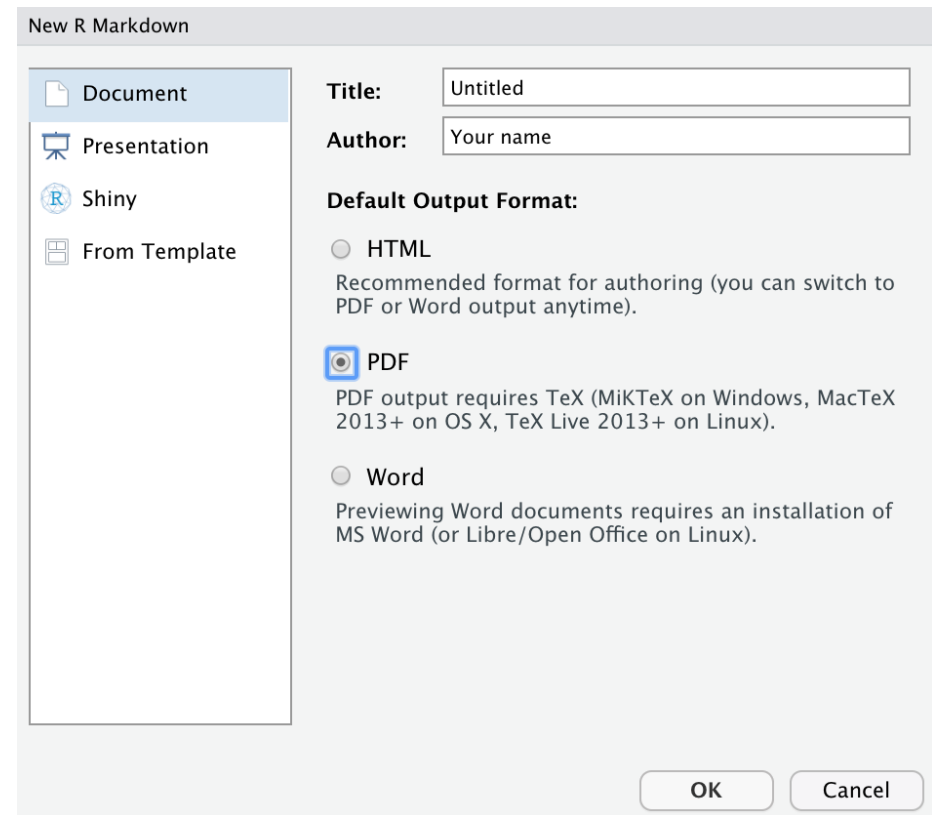 New R Markdown
Document
Presentation
Shiny
From Template
Title:
Untitled
Author:
Your name
Default Output Format:
HTML
Recommended format for authoring (you can switch to
PDF or Word output anytime).
PDF
PDF output requires TeX (MiKTeX on Windows, MacTeX
2013+ on OS X, TeX Live 2013+ on Linux).
Word
Previewing Word documents requires an installation of
MS Word (or Libre/Open Office on Linux).
OK
Cancel